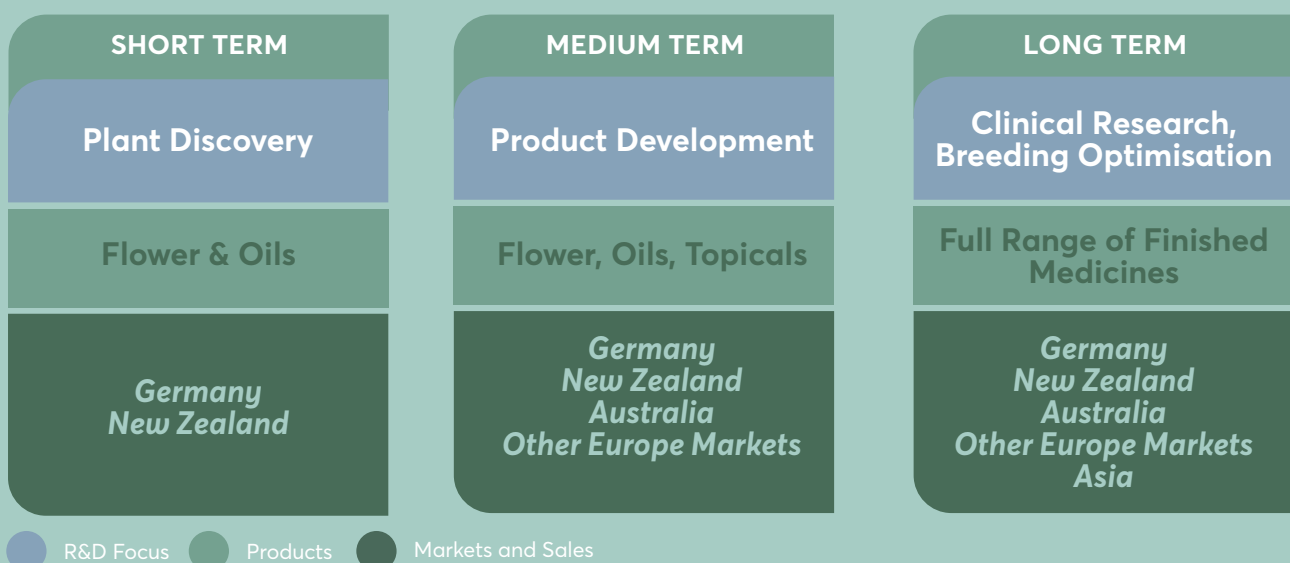 SHORT TERM
Plant Discovery
Flower & Oils
Germany
New Zealand
MEDIUM TERM
Product Development
Flower, Oils, Topicals
Germany
New Zealand
Australia
Other Europe Markets
LONG TERM
Clinical Research,
Breeding Optimisation
Full Range of Finished
Medicines
Germany
New Zealand
Australia
Other Europe Markets
Asia
R&D Focus
Products
Markets and Sales